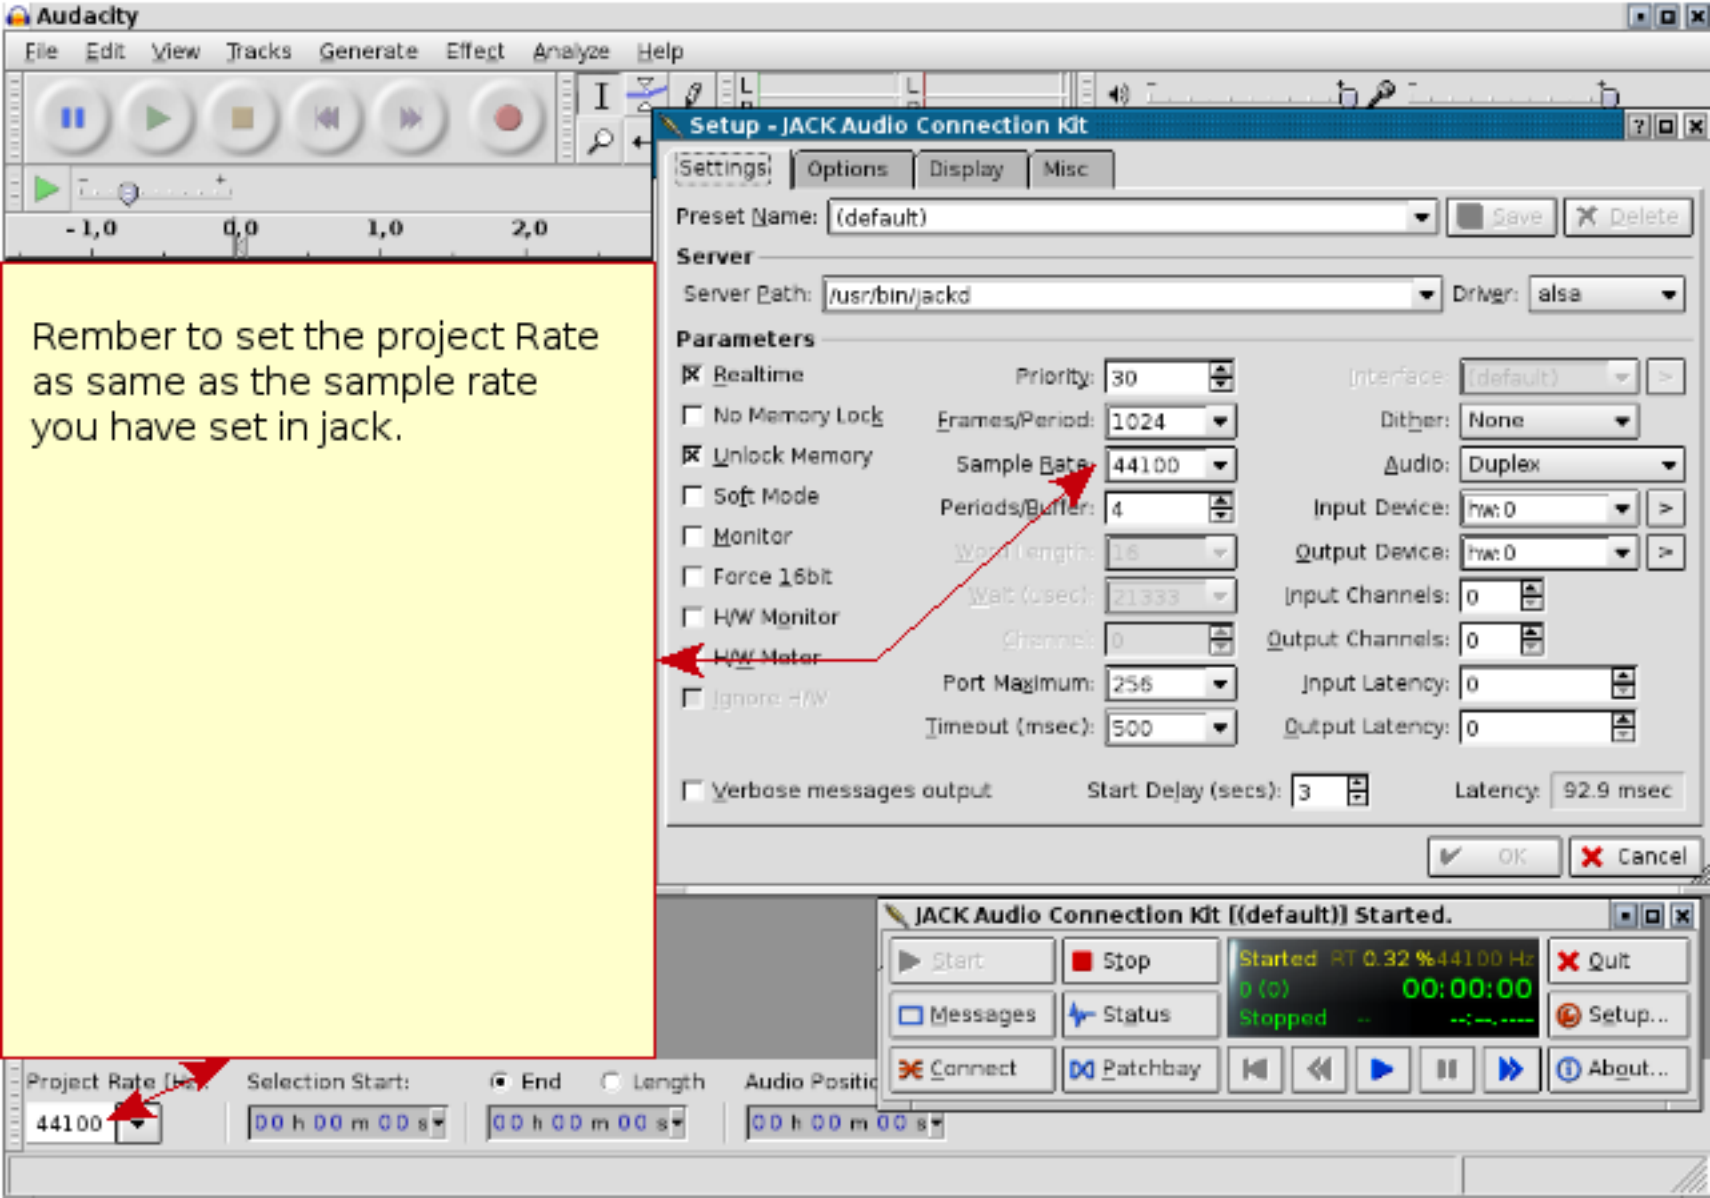 Audacity
File Edit View Tracks Generate Effect Analyze Help
L L
-1,0 0,0 1,0 2,0
Rember to set the project Rate
as same as the sample rate
you have set in jack.
Setup - JACK Audio Connection Kit
Settings Options Display Misc
Preset Name: (default) Save Delete
Server
Server Path: /usr/bin/jackd Driver: alsa
Parameters
Realtime Priority: 30 Interface: (default) >
No Memory Lock Frames/Period: 1024 Dither: None
Unlock Memory Sample Rate: 44100 Audio: Duplex
Soft Mode Periods/Buffer: 4 Input Device: hw:0 >
Monitor Word Length: 16 Output Device: hw:0 >
Force 16bit Wait (usec): 21333 Input Channels: 0
H/W Monitor Channel: 0 Output Channels: 0
H/W Meter Port Maximum: 256 Input Latency: 0
Ignore H/W Timeout (msec): 500 Output Latency: 0
Verbose messages output Start Delay (secs): 3 Latency: 92.9 msec
OK Cancel
JACK Audio Connection Kit [(default)] Started.
Start Stop Started RT 0.32 % 44100 Hz Quit
0 (0) 00:00:00
Messages Status Stopped -- --:--.---- Setup...
Connect Patchbay About...
Project Rate [Hz]: Selection Start: End Length Audio Positio
44100 00 h 00 m 00 s 00 h 00 m 00 s 00 h 00 m 00 s